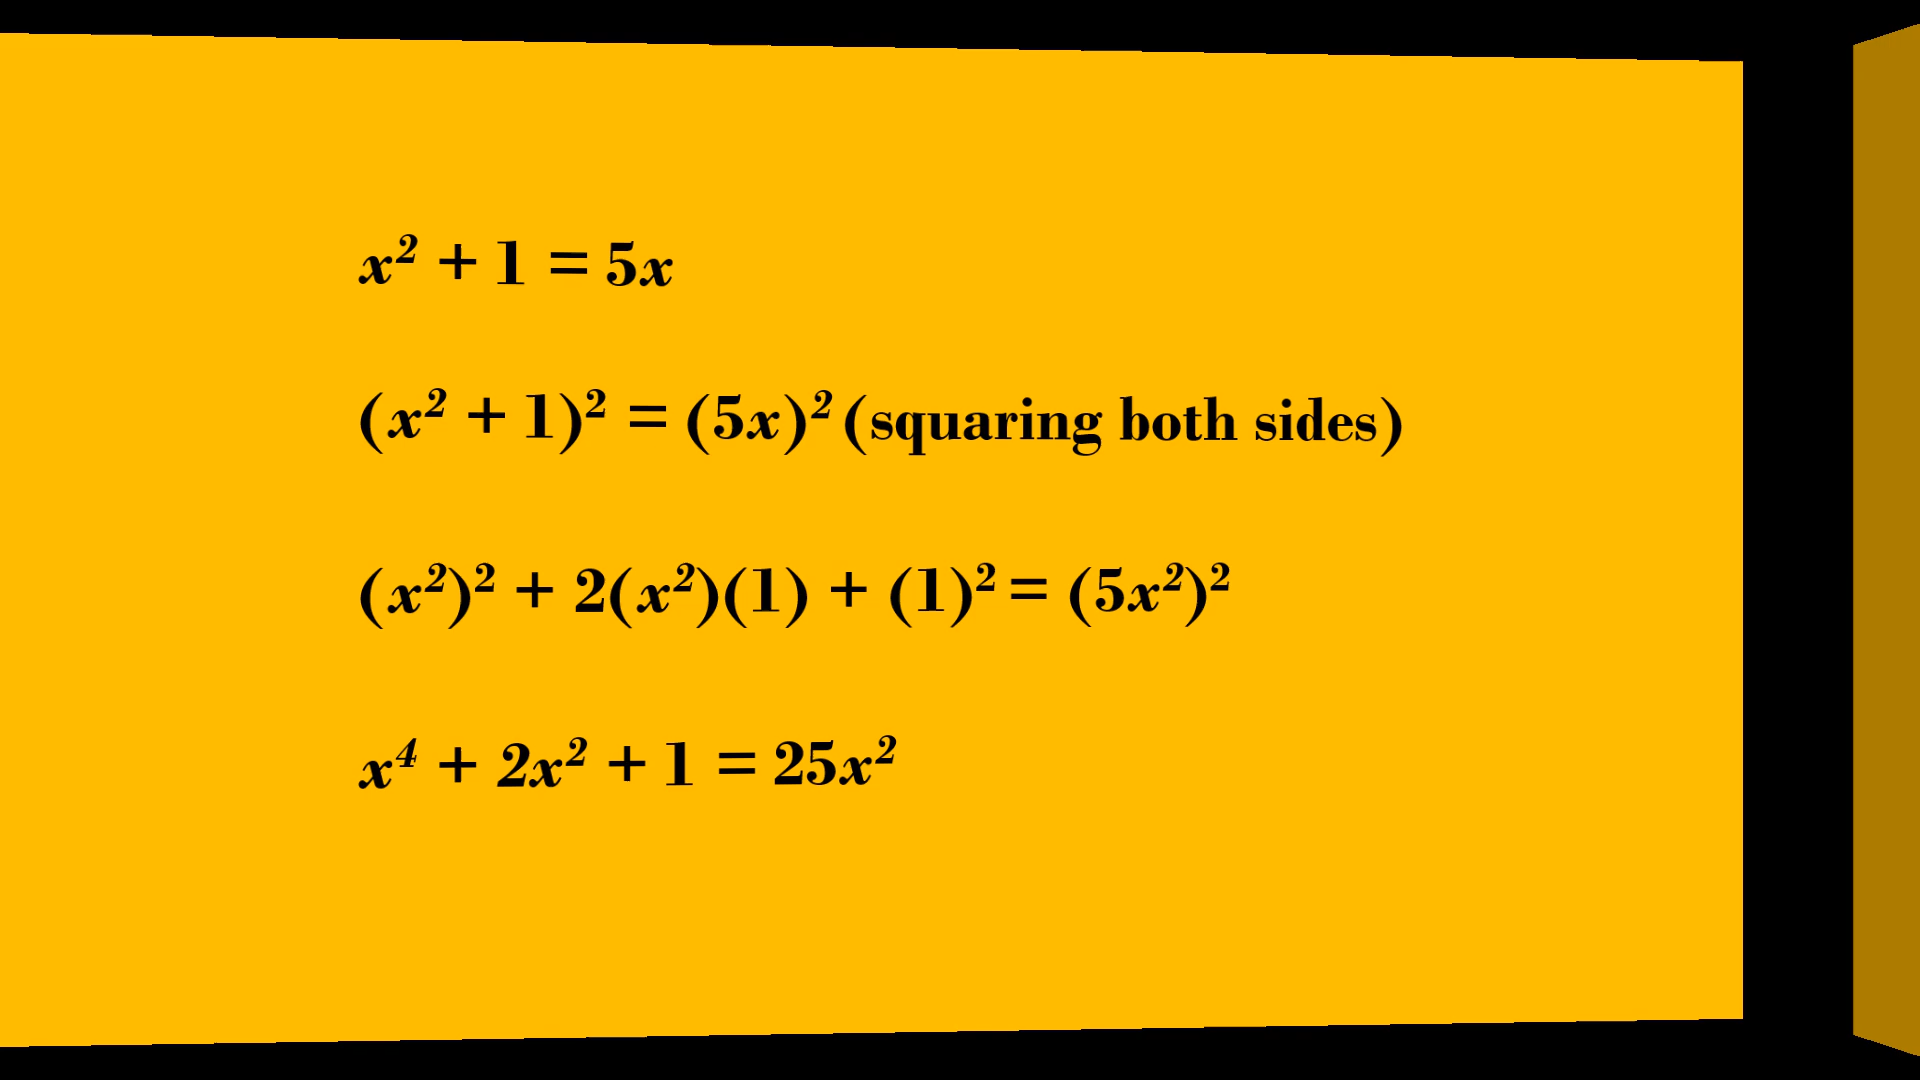 x² + 1 = 5x
(x² + 1)² = (5x)² (squaring both sides)
(x²)² + 2(x²)(1) + (1)² = (5x²)²
x⁴ + 2x² + 1 = 25x²